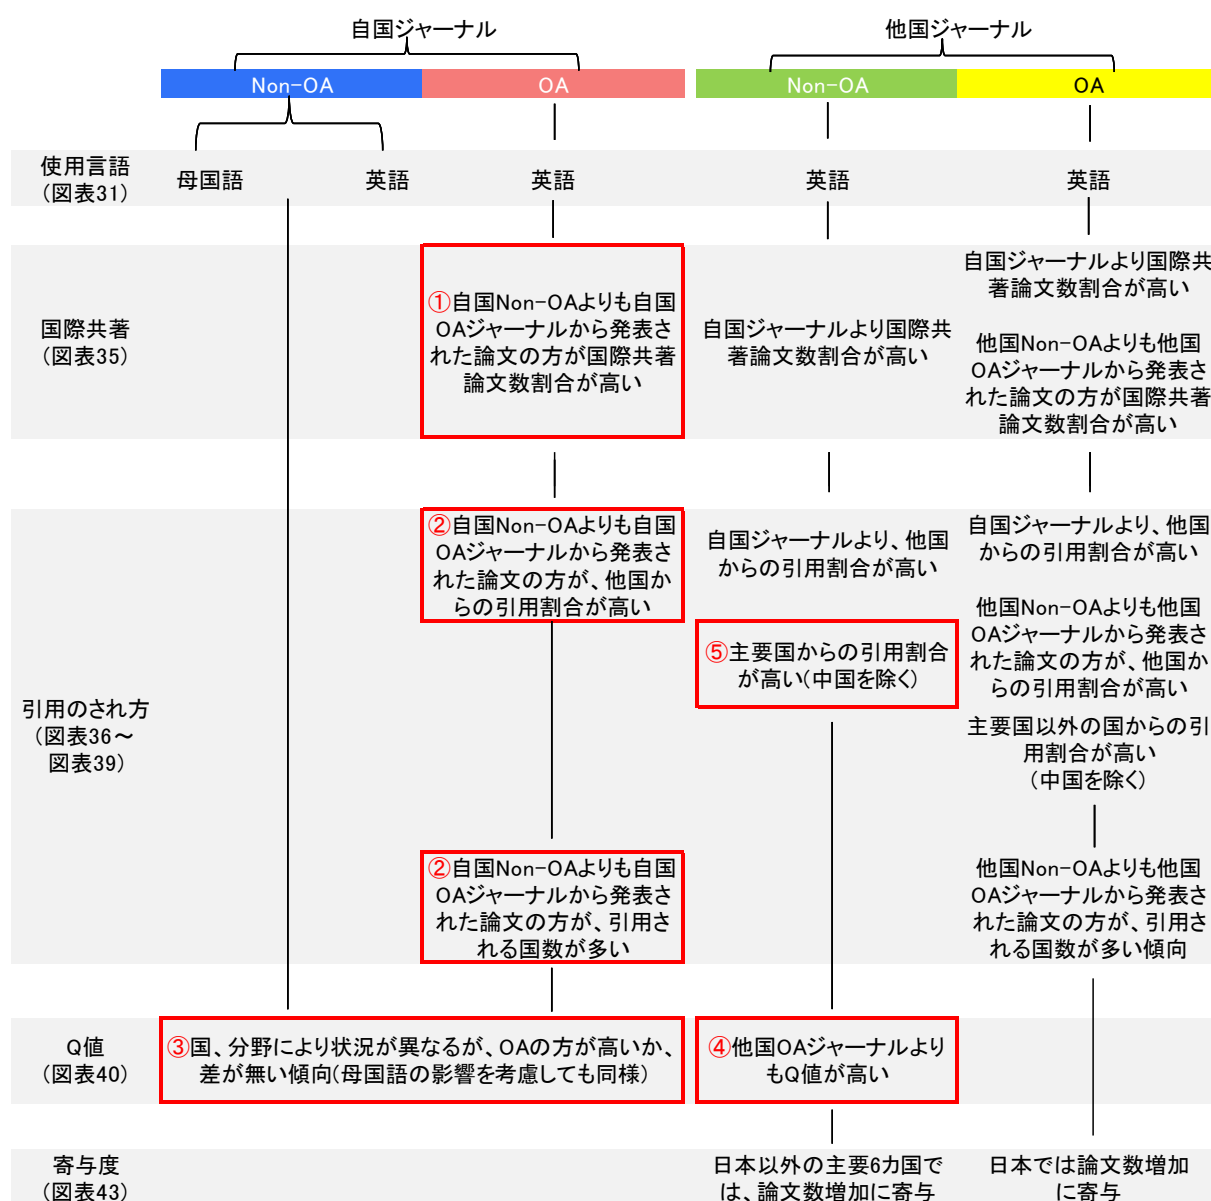 自国ジャーナル
他国ジャーナル
Non-OA
OA
Non-OA
OA
使用言語
(図表31)
母国語
英語
英語
英語
英語
国際共著
(図表35)
①自国Non-OAよりも自国
OAジャーナルから発表さ
れた論文の方が国際共著
論文数割合が高い
自国ジャーナルより国際共
著論文数割合が高い
自国ジャーナルより国際共
著論文数割合が高い
他国Non-OAよりも他国
OAジャーナルから発表さ
れた論文の方が国際共著
論文数割合が高い
引用のされ方
(図表36～
図表39)
②自国Non-OAよりも自国
OAジャーナルから発表さ
れた論文の方が、他国か
らの引用割合が高い
②自国Non-OAよりも自国
OAジャーナルから発表さ
れた論文の方が、引用さ
れる国数が多い
自国ジャーナルより、他国
からの引用割合が高い
⑤主要国からの引用割合
が高い(中国を除く)
自国ジャーナルより、他国
からの引用割合が高い
他国Non-OAよりも他国
OAジャーナルから発表さ
れた論文の方が、他国か
らの引用割合が高い
主要国以外の国からの引
用割合が高い
(中国を除く)
他国Non-OAよりも他国
OAジャーナルから発表さ
れた論文の方が、引用さ
れる国数が多い傾向
Q値
(図表40)
③国、分野により状況が異なるが、OAの方が高いか、
差が無い傾向(母国語の影響を考慮しても同様)
④他国OAジャーナルより
もQ値が高い
寄与度
(図表43)
日本以外の主要6カ国で
は、論文数増加に寄与
日本では論文数増加
に寄与